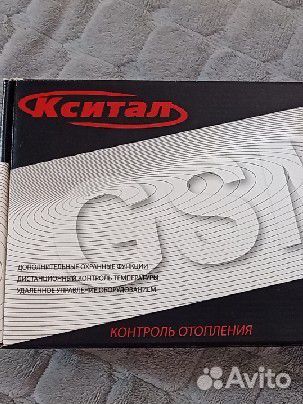 Кситал
GSM
ДОПОЛНИТЕЛЬНЫЕ ОХРАННЫЕ ФУНКЦИИ
ДИСТАНЦИОННЫЙ КОНТРОЛЬ ТЕМПЕРАТУРЫ
УДАЛЕННОЕ УПРАВЛЕНИЕ ОБОРУДОВАНИЕМ
КОНТРОЛЬ ОТОПЛЕНИЯ
Avito